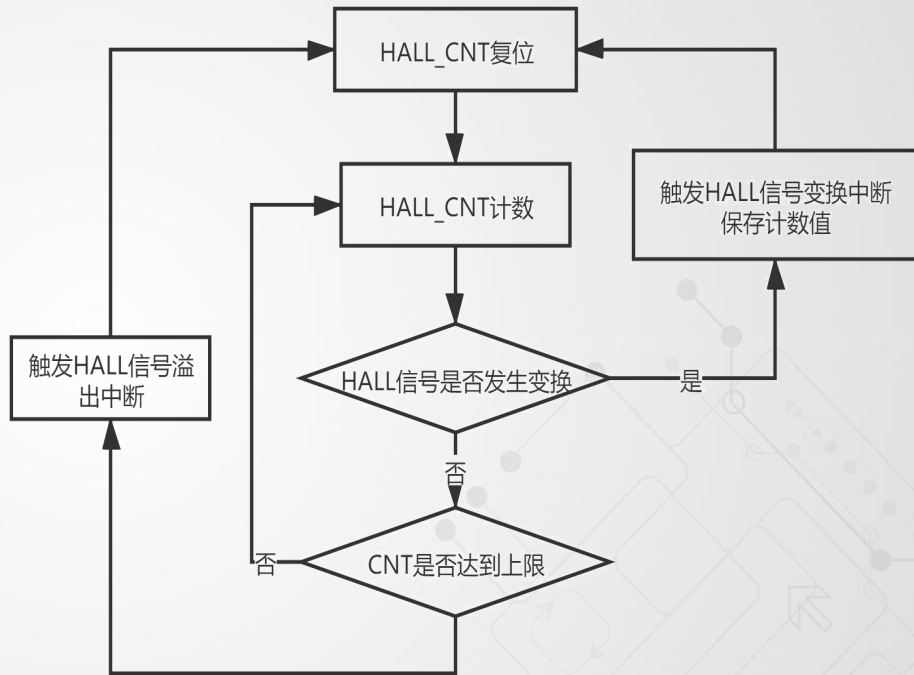 HALL_CNT复位
HALL_CNT计数
触发HALL信号变换中断
保存计数值
触发HALL信号溢
出中断
HALL信号是否发生变换
是
否
CNT是否达到上限
否